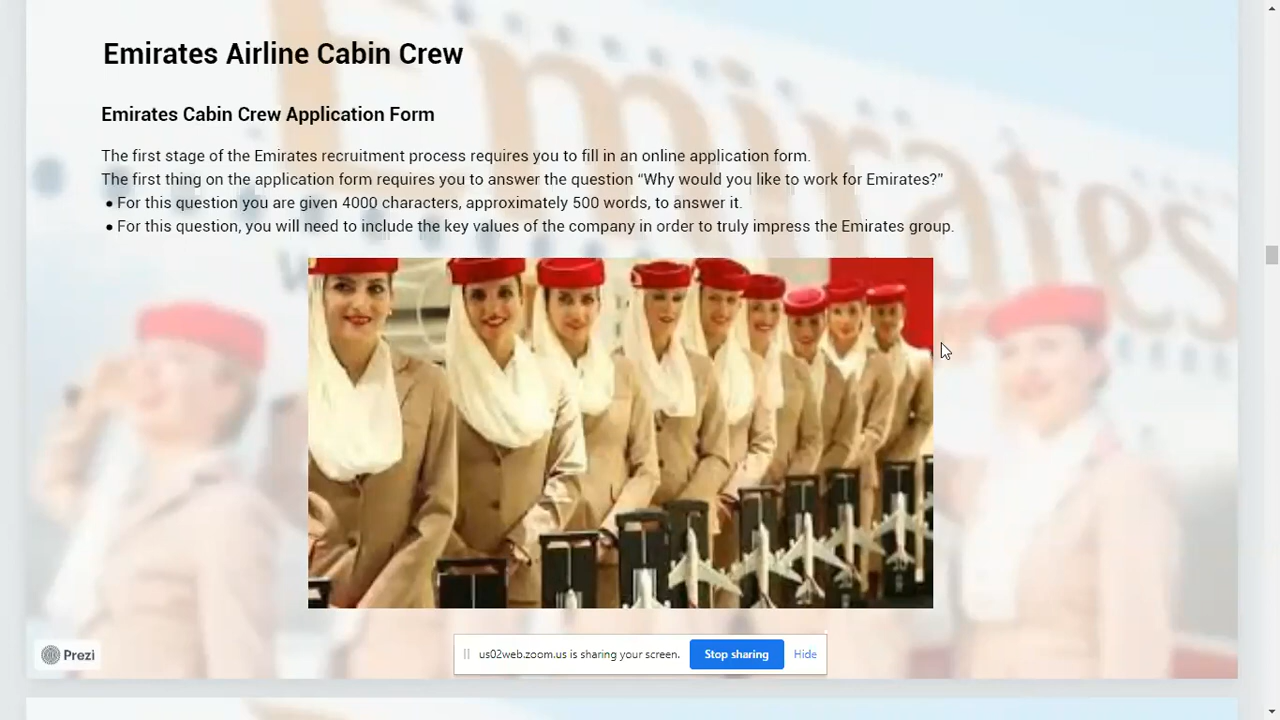 Emirates Airline Cabin Crew
Emirates Cabin Crew Application Form
The first stage of the Emirates recruitment process requires you to fill in an online application form.
The first thing on the application form requires you to answer the question “Why would you like to work for Emirates?”
• For this question you are given 4000 characters, approximately 500 words, to answer it.
• For this question, you will need to include the key values of the company in order to truly impress the Emirates group.
Emirates
Prezi
us02web.zoom.us is sharing your screen.
Stop sharing
Hide